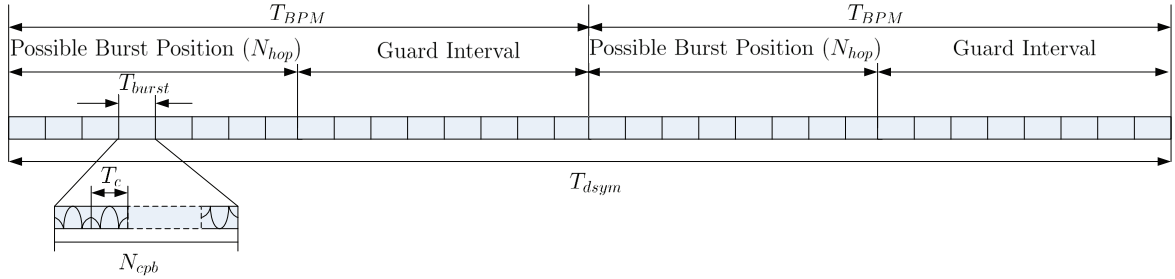 T_{BPM} T_{BPM}
Possible Burst Position (N_{hop}) Guard Interval Possible Burst Position (N_{hop}) Guard Interval
T_{burst}
T_{dsym}
T_c
N_{cpb}